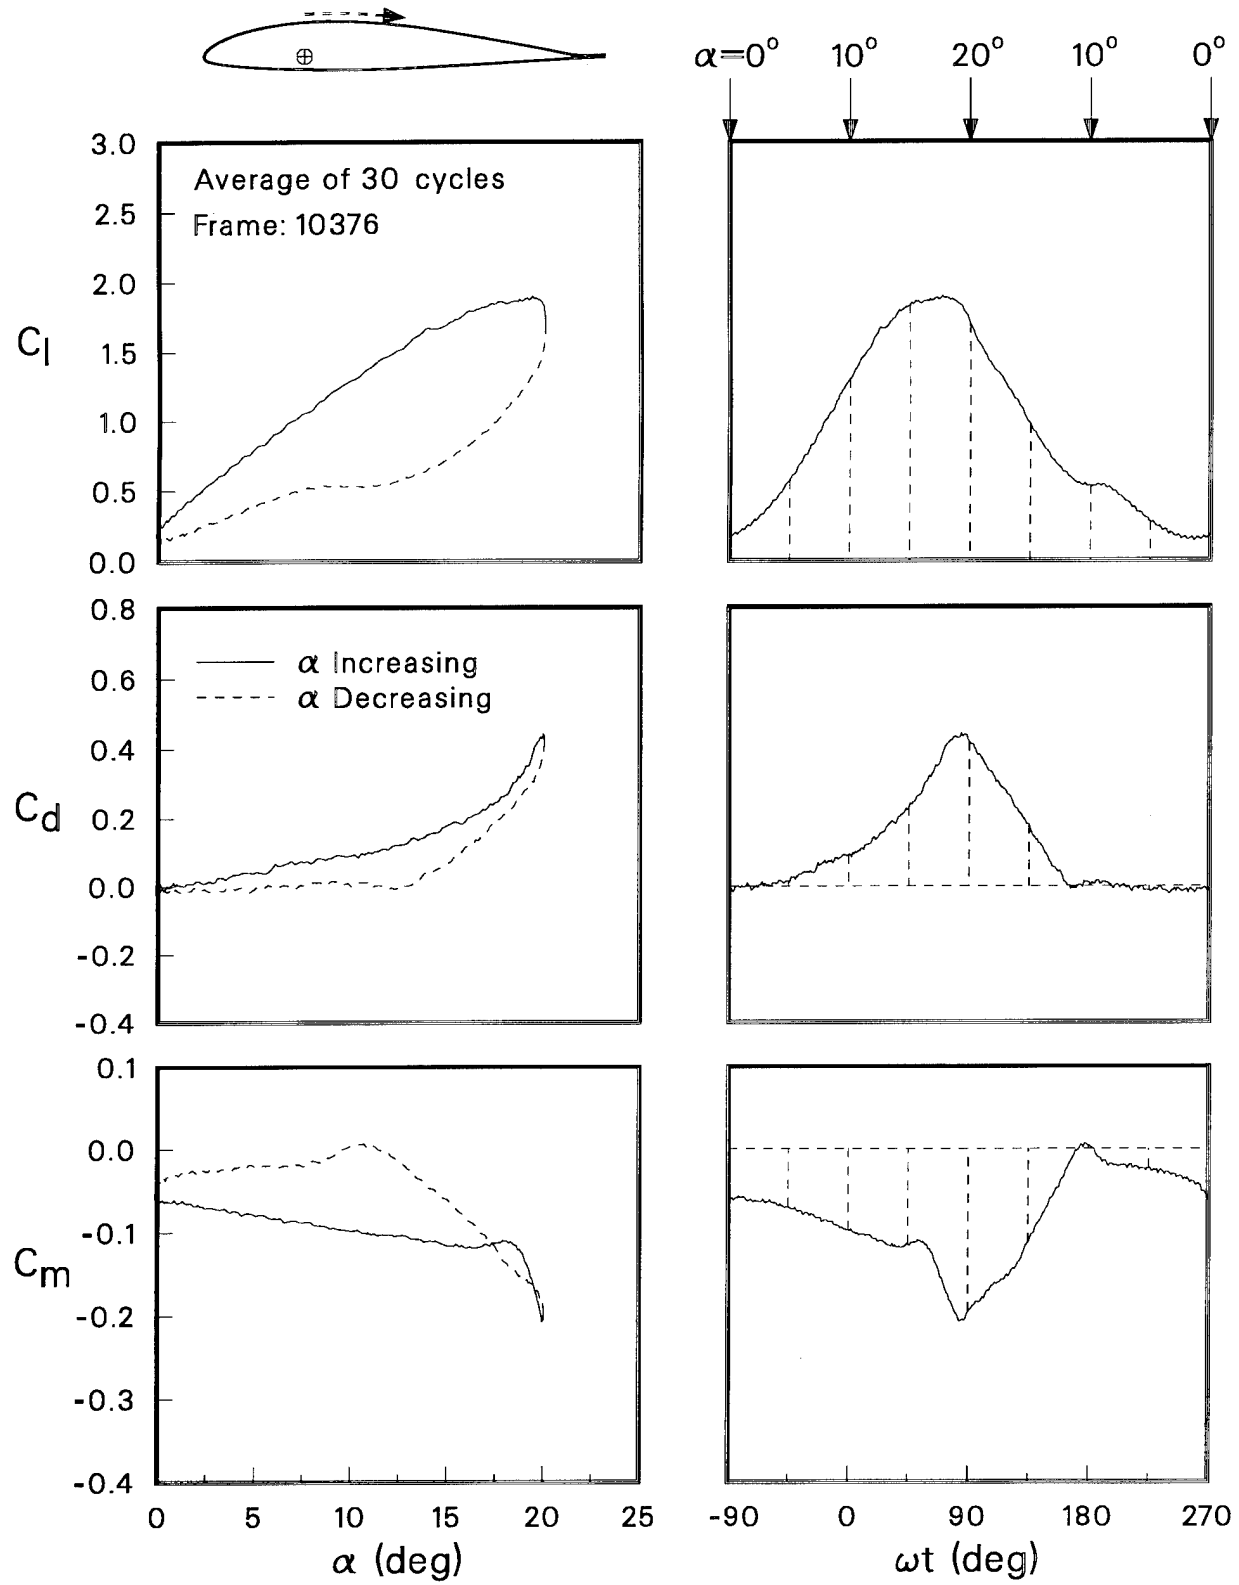 α=0° 10° 20° 10° 0°
3.0
2.5
2.0
1.5
1.0
0.5
0.0
Cl
Average of 30 cycles
Frame: 10376
0.8
0.6
0.4
0.2
0.0
-0.2
-0.4
Cd
α Increasing
α Decreasing
0.1
0.0
-0.1
-0.2
-0.3
-0.4
Cm
0 5 10 15 20 25
α (deg)
-90 0 90 180 270
ωt (deg)